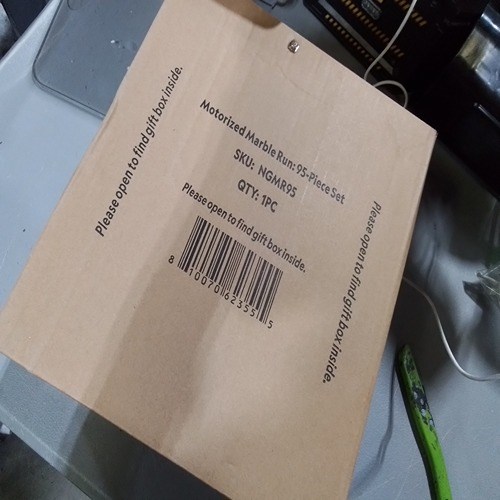 Please open to find gift box inside.
Motorized Marble Run: 95-Piece Set
SKU: NGMR95
QTY: 1PC
Please open to find gift box inside.
8 10070 62355 5
Please open to find gift box inside.